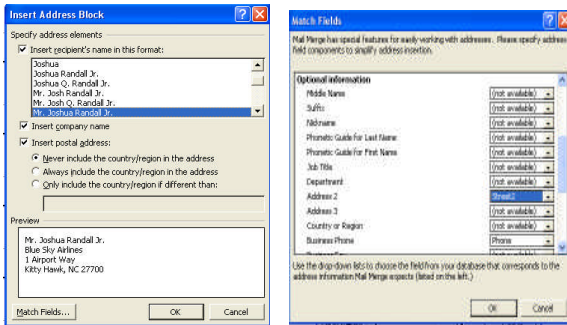 Insert Address Block
Specify address elements
Insert recipient's name in this format:
Joshua
Joshua Randall Jr.
Joshua Q. Randall Jr.
Mr. Josh Randall Jr.
Mr. Josh Q. Randall Jr.
Mr. Joshua Randall Jr.
Insert company name
Insert postal address:
Never include the country/region in the address
Always include the country/region in the address
Only include the country/region if different than:
Preview
Mr. Joshua Randall Jr.
Blue Sky Airlines
1 Airport Way
Kitty Hawk, NC 27700
Match Fields...
OK
Cancel
Match Fields
Mail Merge has special features for easily working with addresses. Please specify address
field components to simplify address insertion.
Optional information
Middle Name (not available)
Suffix (not available)
Nickname (not available)
Phonetic Guide for Last Name (not available)
Phonetic Guide for First Name (not available)
Job Title (not available)
Department (not available)
Address 2 Street2
Address 3 (not available)
Country or Region (not available)
Business Phone Phone
Use the drop-down lists to choose the field from your database that corresponds to the
address information Mail Merge expects (listed on the left.)
OK
Cancel